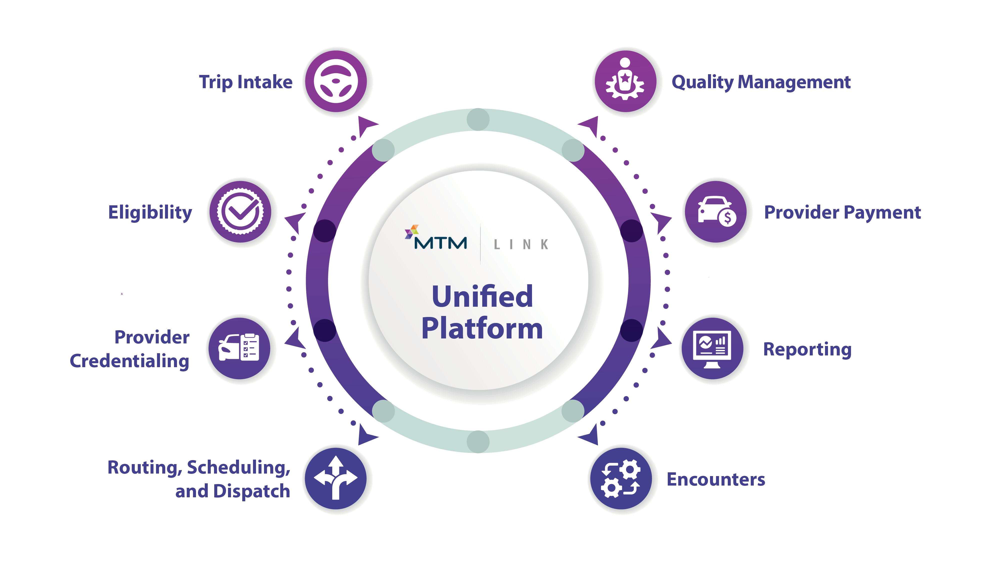 Trip Intake
Quality Management
Eligibility
Provider Payment
MTM | LINK
Unified
Platform
s
Provider
Credentialing
Reporting
Routing, Scheduling,
and Dispatch
Encounters
$